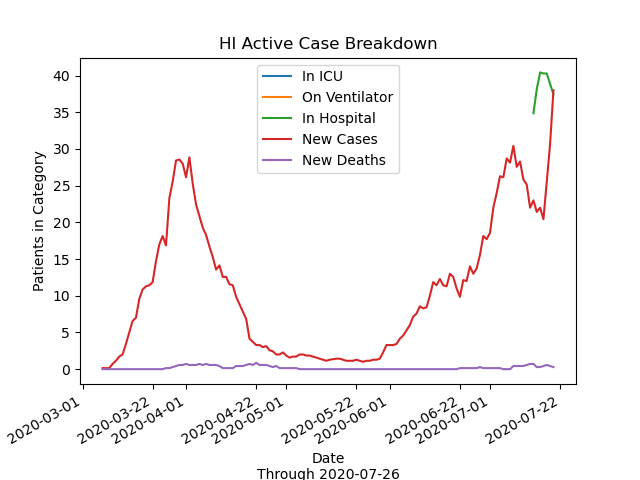 HI Active Case Breakdown
In ICU
On Ventilator
In Hospital
New Cases
New Deaths
Patients in Category
40
35
30
25
20
15
10
5
0
2020-03-01
2020-03-22
2020-04-01
2020-04-22
2020-05-01
2020-05-22
2020-06-01
2020-06-22
2020-07-01
2020-07-22
Date
Through 2020-07-26